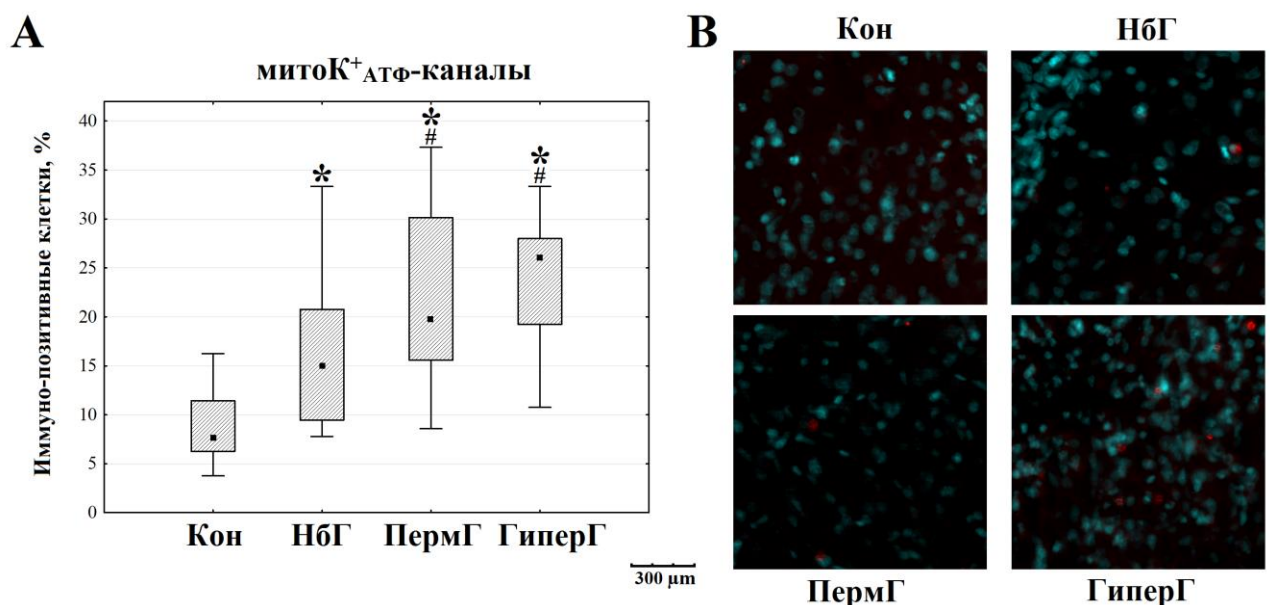 A
митоК⁺АТФ-каналы
Иммуно-позитивные клетки, %
40
35
30
25
20
15
10
5
0
*
*
#
*
#
Кон НбГ ПермГ ГиперГ
300 µm
B
Кон НбГ
ПермГ ГиперГ